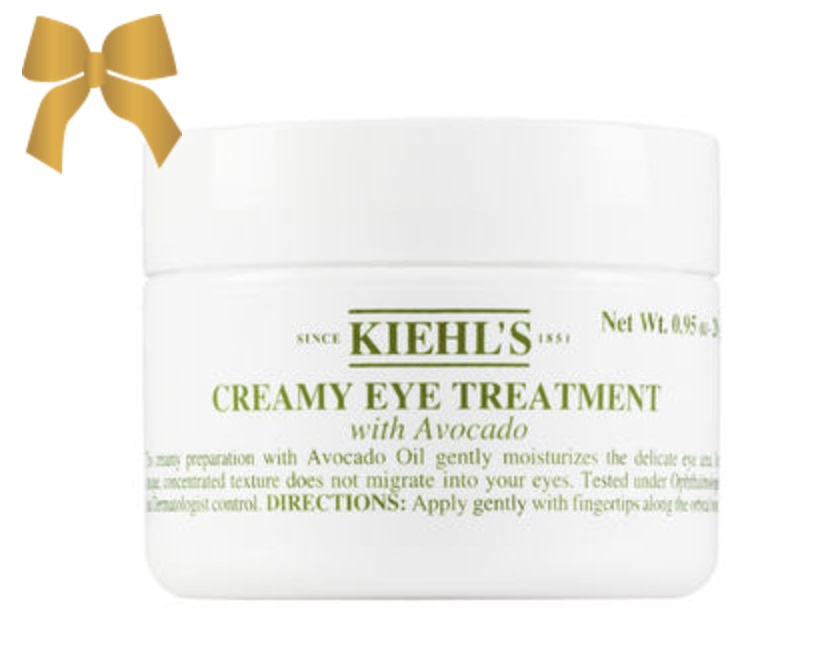 Net Wt. 0.95 oz.
SINCE KIEHL'S 1851
CREAMY EYE TREATMENT
with Avocado
creamy preparation with Avocado Oil gently moisturizes the delicate eye area.
concentrated texture does not migrate into your eyes. Tested under
Dermatologist control. DIRECTIONS: Apply gently with fingertips along the